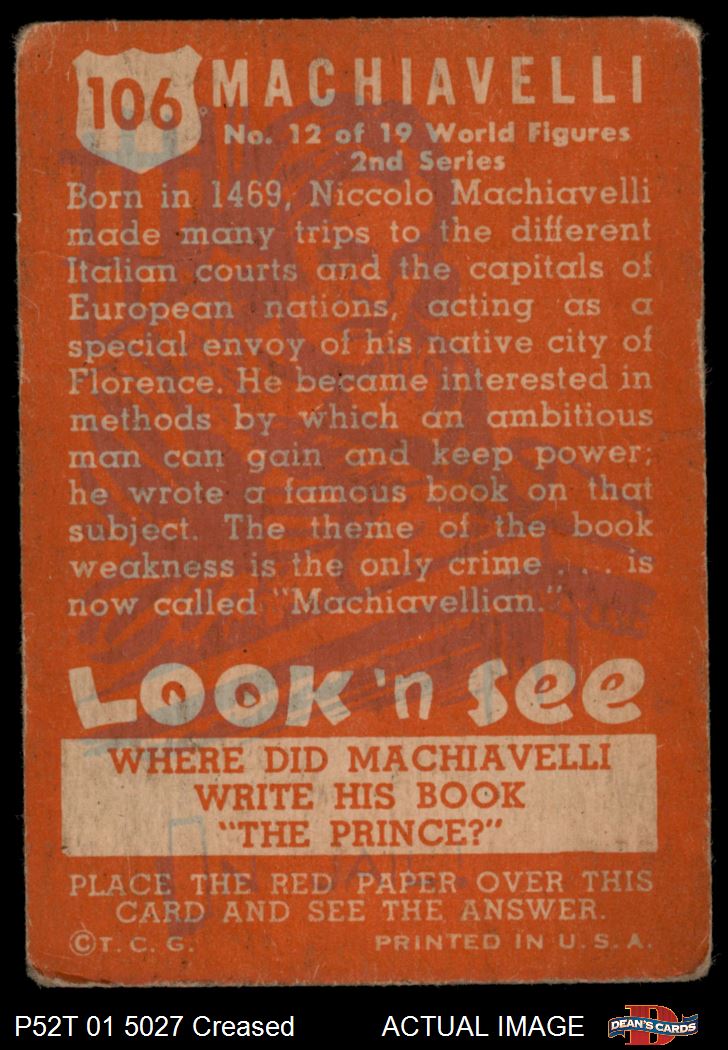 106 MACHIAVELLI
No. 12 of 19 World Figures
2nd Series
Born in 1469, Niccolo Machiavelli
made many trips to the different
Italian courts and the capitals of
European nations, acting as a
special envoy of his native city of
Florence. He became interested in
methods by which an ambitious
man can gain and keep power;
he wrote a famous book on that
subject. The theme of the book
weakness is the only crime . . . is
now called "Machiavellian."
LOOK 'n SEE
WHERE DID MACHIAVELLI
WRITE HIS BOOK
"THE PRINCE?"
IN JAIL.
PLACE THE RED PAPER OVER THIS
CARD AND SEE THE ANSWER.
©T. C. G. PRINTED IN U. S. A.
P52T 01 5027 Creased ACTUAL IMAGE DEAN'S CARDS